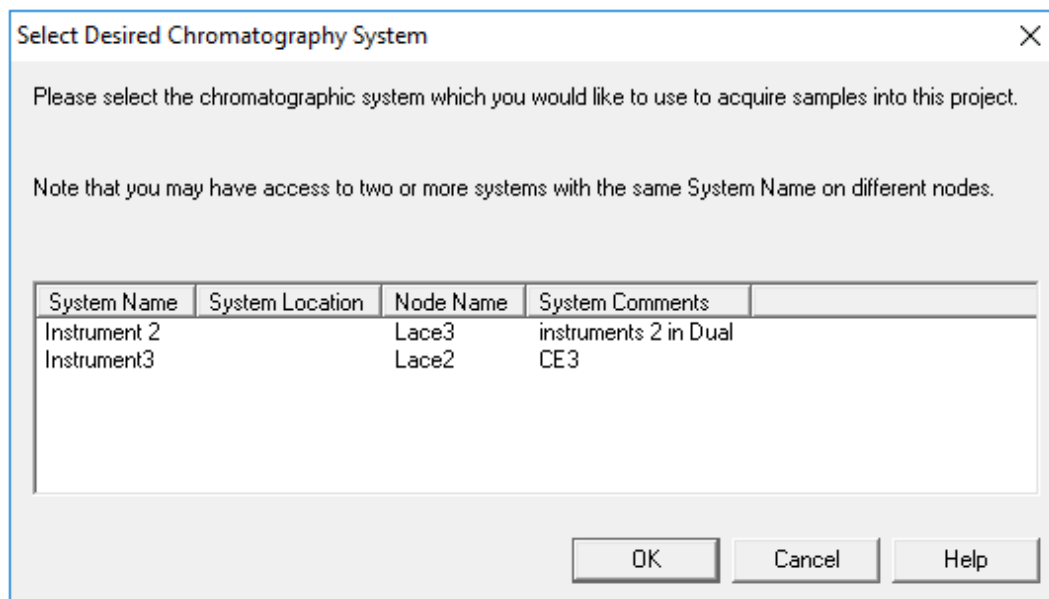 Select Desired Chromatography System
Please select the chromatographic system which you would like to use to acquire samples into this project.
Note that you may have access to two or more systems with the same System Name on different nodes.
System Name System Location Node Name System Comments
Instrument 2 Lace3 instruments 2 in Dual
Instrument3 Lace2 CE3
OK Cancel Help